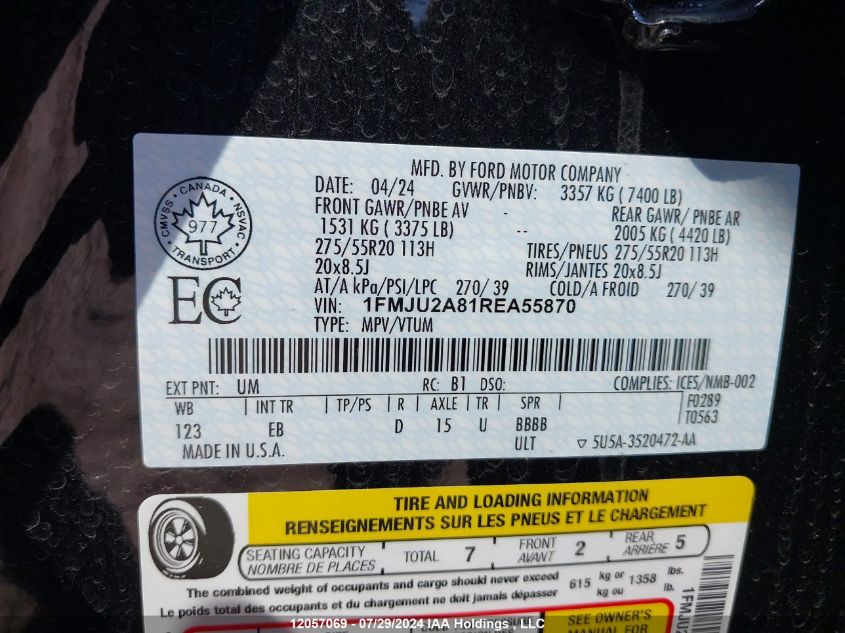 MFD. BY FORD MOTOR COMPANY
DATE: 04/24 GVWR/PNBV: 3357 KG ( 7400 LB)
FRONT GAWR/PNBE AV - REAR GAWR/ PNBE AR
1531 KG ( 3375 LB) -- 2005 KG ( 4420 LB)
275/55R20 113H TIRES/PNEUS 275/55R20 113H
20x8.5J RIMS/JANTES 20x8.5J
AT/A kPa/PSI/LPC 270/ 39 COLD/A FROID 270/ 39
VIN: 1FMJU2A81REA55870
TYPE: MPV/VTUM
CMVSS • CANADA • NSVAC
977
• TRANSPORT •
EC
EXT PNT: UM RC: B1 DSO: COMPLIES: ICES/NMB-002
WB | INT TR | TP/PS | R | AXLE | TR | SPR F0289
123 EB D 15 U BBBB T0563
MADE IN U.S.A. ULT ▽ 5U5A-3520472-AA
TIRE AND LOADING INFORMATION
RENSEIGNEMENTS SUR LES PNEUS ET LE CHARGEMENT
SEATING CAPACITY
NOMBRE DE PLACES
TOTAL 7
FRONT
AVANT 2
REAR
ARRIÈRE 5
The combined weight of occupants and cargo should never exceed
Le poids total des occupants et du chargement ne doit jamais dépasser
615 kg or 1358 lbs.
kg ou lb.
SEE OWNER'S
MANUAL FOR
1FMJU
12057069 - 07/29/2024 IAA Holdings , LLC